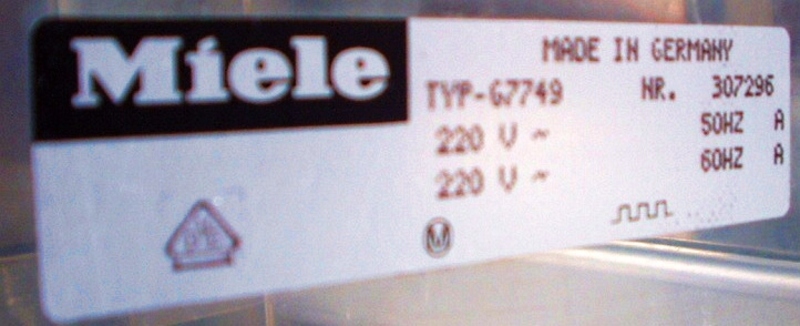 Miele
MADE IN GERMANY
TYP-G7749 NR. 307296
220 V ~ 50HZ A
220 V ~ 60HZ A